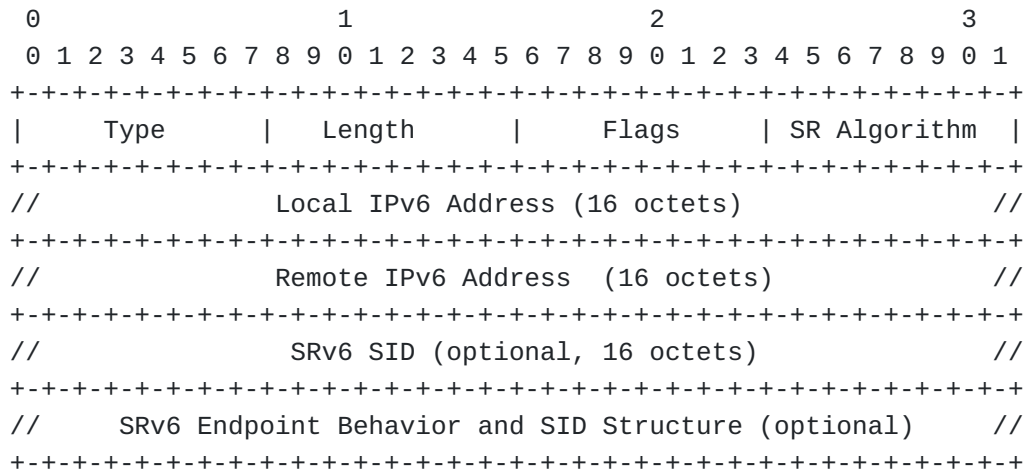 0                   1                   2                   3
 0 1 2 3 4 5 6 7 8 9 0 1 2 3 4 5 6 7 8 9 0 1 2 3 4 5 6 7 8 9 0 1
+-+-+-+-+-+-+-+-+-+-+-+-+-+-+-+-+-+-+-+-+-+-+-+-+-+-+-+-+-+-+-+-+
|      Type      |   Length      |     Flags     | SR Algorithm  |
+-+-+-+-+-+-+-+-+-+-+-+-+-+-+-+-+-+-+-+-+-+-+-+-+-+-+-+-+-+-+-+-+
//               Local IPv6 Address (16 octets)                //
+-+-+-+-+-+-+-+-+-+-+-+-+-+-+-+-+-+-+-+-+-+-+-+-+-+-+-+-+-+-+-+-+
//               Remote IPv6 Address  (16 octets)              //
+-+-+-+-+-+-+-+-+-+-+-+-+-+-+-+-+-+-+-+-+-+-+-+-+-+-+-+-+-+-+-+-+
//                SRv6 SID (optional, 16 octets)               //
+-+-+-+-+-+-+-+-+-+-+-+-+-+-+-+-+-+-+-+-+-+-+-+-+-+-+-+-+-+-+-+-+
//     SRv6 Endpoint Behavior and SID Structure (optional)     //
+-+-+-+-+-+-+-+-+-+-+-+-+-+-+-+-+-+-+-+-+-+-+-+-+-+-+-+-+-+-+-+-+